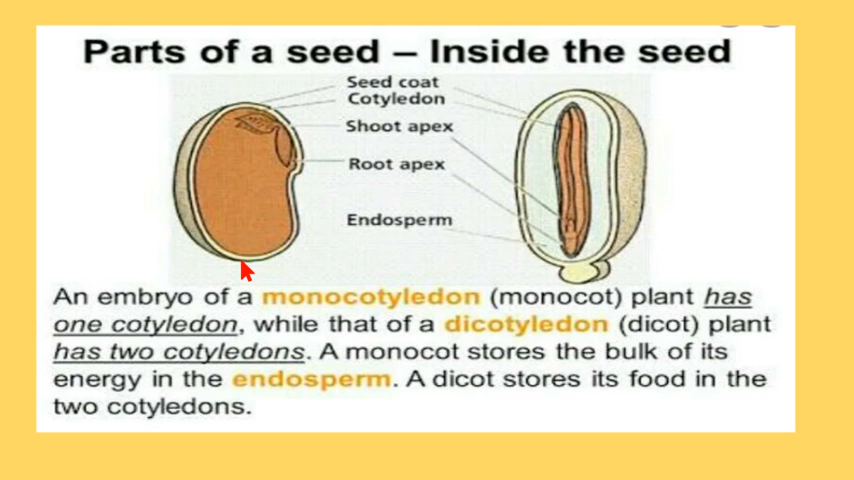 Parts of a seed – Inside the seed
Seed coat
Cotyledon
Shoot apex
Root apex
Endosperm
An embryo of a monocotyledon (monocot) plant has
one cotyledon, while that of a dicotyledon (dicot) plant
has two cotyledons. A monocot stores the bulk of its
energy in the endosperm. A dicot stores its food in the
two cotyledons.